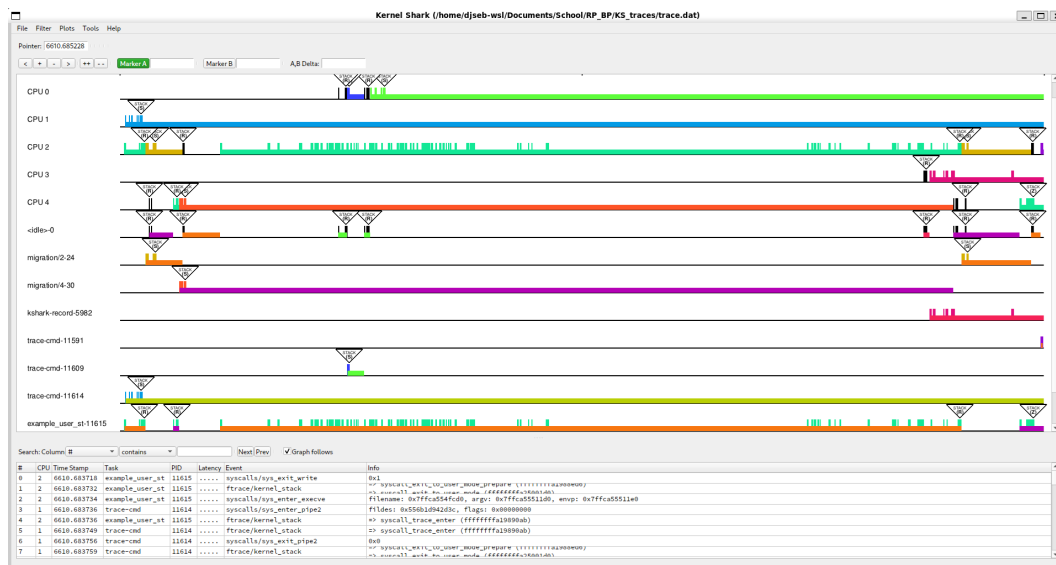 Kernel Shark (/home/djseb-wsl/Documents/School/RP_BP/KS_traces/trace.dat)
File Filter Plots Tools Help
Pointer: 6610.685228
< + - > ++ -- Marker A Marker B A,B Delta:
CPU 0
CPU 1
CPU 2
CPU 3
CPU 4
<idle>-0
migration/2-24
migration/4-30
kshark-record-5982
trace-cmd-11591
trace-cmd-11609
trace-cmd-11614
example_user_st-11615
Search: Column # contains Next Prev Graph follows
# CPU Time Stamp Task PID Latency Event Info
0 2 6610.683718 example_user_st 11615 ..... syscalls/sys_exit_write 0x1
1 2 6610.683732 example_user_st 11615 ..... ftrace/kernel_stack
2 2 6610.683734 example_user_st 11615 ..... syscalls/sys_enter_execve filename: 0x7ffca554fcd0, argv: 0x7ffca55511d0, envp: 0x7ffca55511e0
3 1 6610.683736 trace-cmd 11614 ..... syscalls/sys_enter_pipe2 fildes: 0x556b1d942d3c, flags: 0x00000000
4 2 6610.683736 example_user_st 11615 ..... ftrace/kernel_stack => syscall_trace_enter (ffffffffa19890ab)
5 1 6610.683749 trace-cmd 11614 ..... ftrace/kernel_stack => syscall_trace_enter (ffffffffa19890ab)
6 1 6610.683756 trace-cmd 11614 ..... syscalls/sys_exit_pipe2 0x0
7 1 6610.683759 trace-cmd 11614 ..... ftrace/kernel_stack